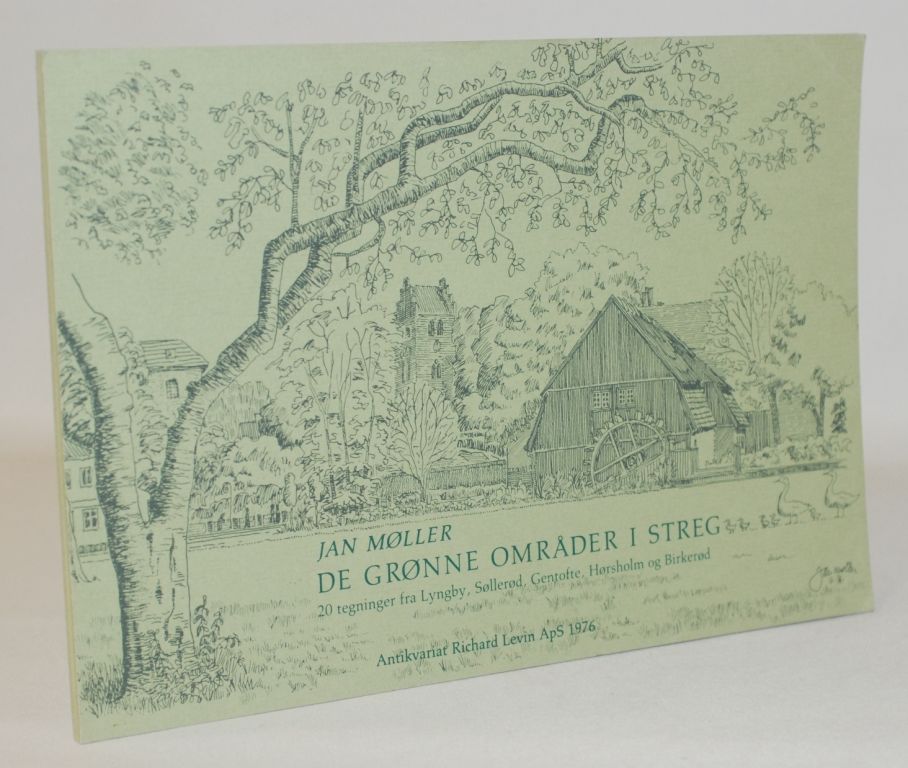 JAN MØLLER
DE GRØNNE OMRÅDER I STREG
20 tegninger fra Lyngby, Søllerød, Gentofte, Hørsholm og Birkerød
Antikvariat Richard Levin ApS 1976